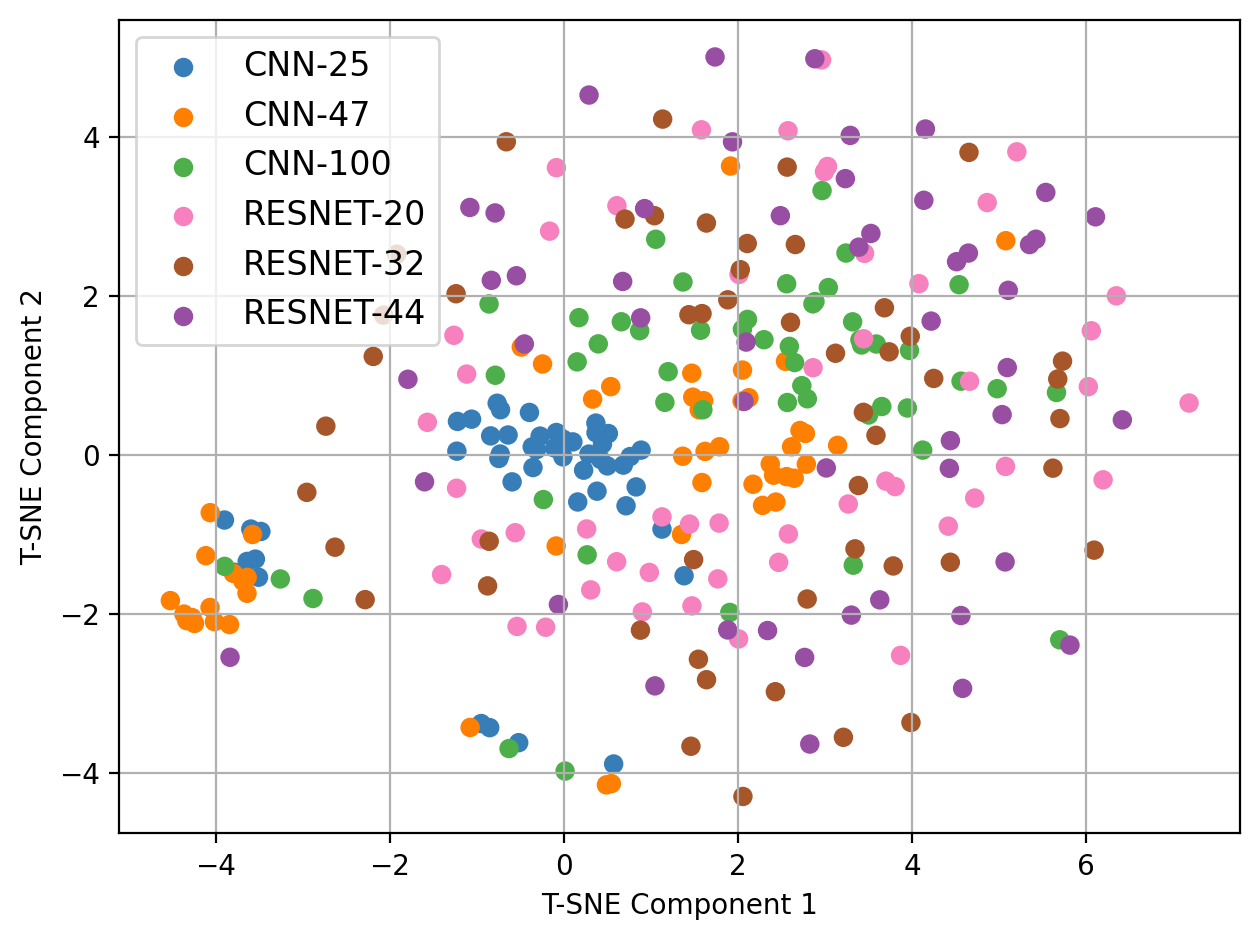 CNN-25
CNN-47
CNN-100
RESNET-20
RESNET-32
RESNET-44
4
2
0
−2
−4
T-SNE Component 2
−4
−2
0
2
4
6
T-SNE Component 1